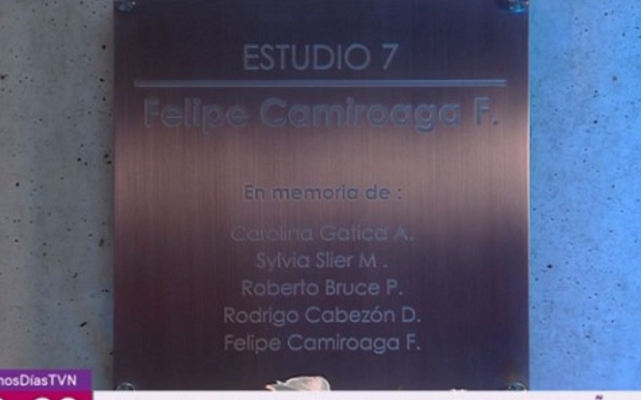 ESTUDIO 7
Felipe Camiroaga F.
En memoria de :
Carolina Gatica A.
Sylvia Slier M .
Roberto Bruce P.
Rodrigo Cabezón D.
Felipe Camiroaga F.
nosDíasTVN